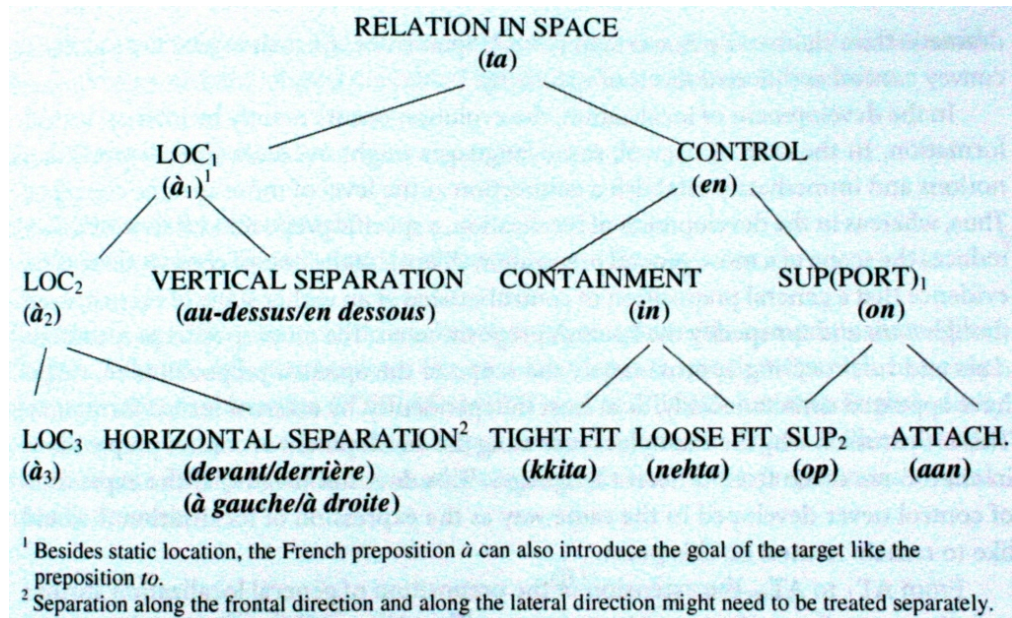 RELATION IN SPACE
(ta)
LOC₁ CONTROL
(à₁)¹ (en)
LOC₂ VERTICAL SEPARATION CONTAINMENT SUP(PORT)₁
(à₂) (au-dessus/en dessous) (in) (on)
LOC₃ HORIZONTAL SEPARATION² TIGHT FIT LOOSE FIT SUP₂ ATTACH.
(à₃) (devant/derrière) (kkita) (nehta) (op) (aan)
(à gauche/à droite)
¹ Besides static location, the French preposition à can also introduce the goal of the target like the
preposition to.
² Separation along the frontal direction and along the lateral direction might need to be treated separately.